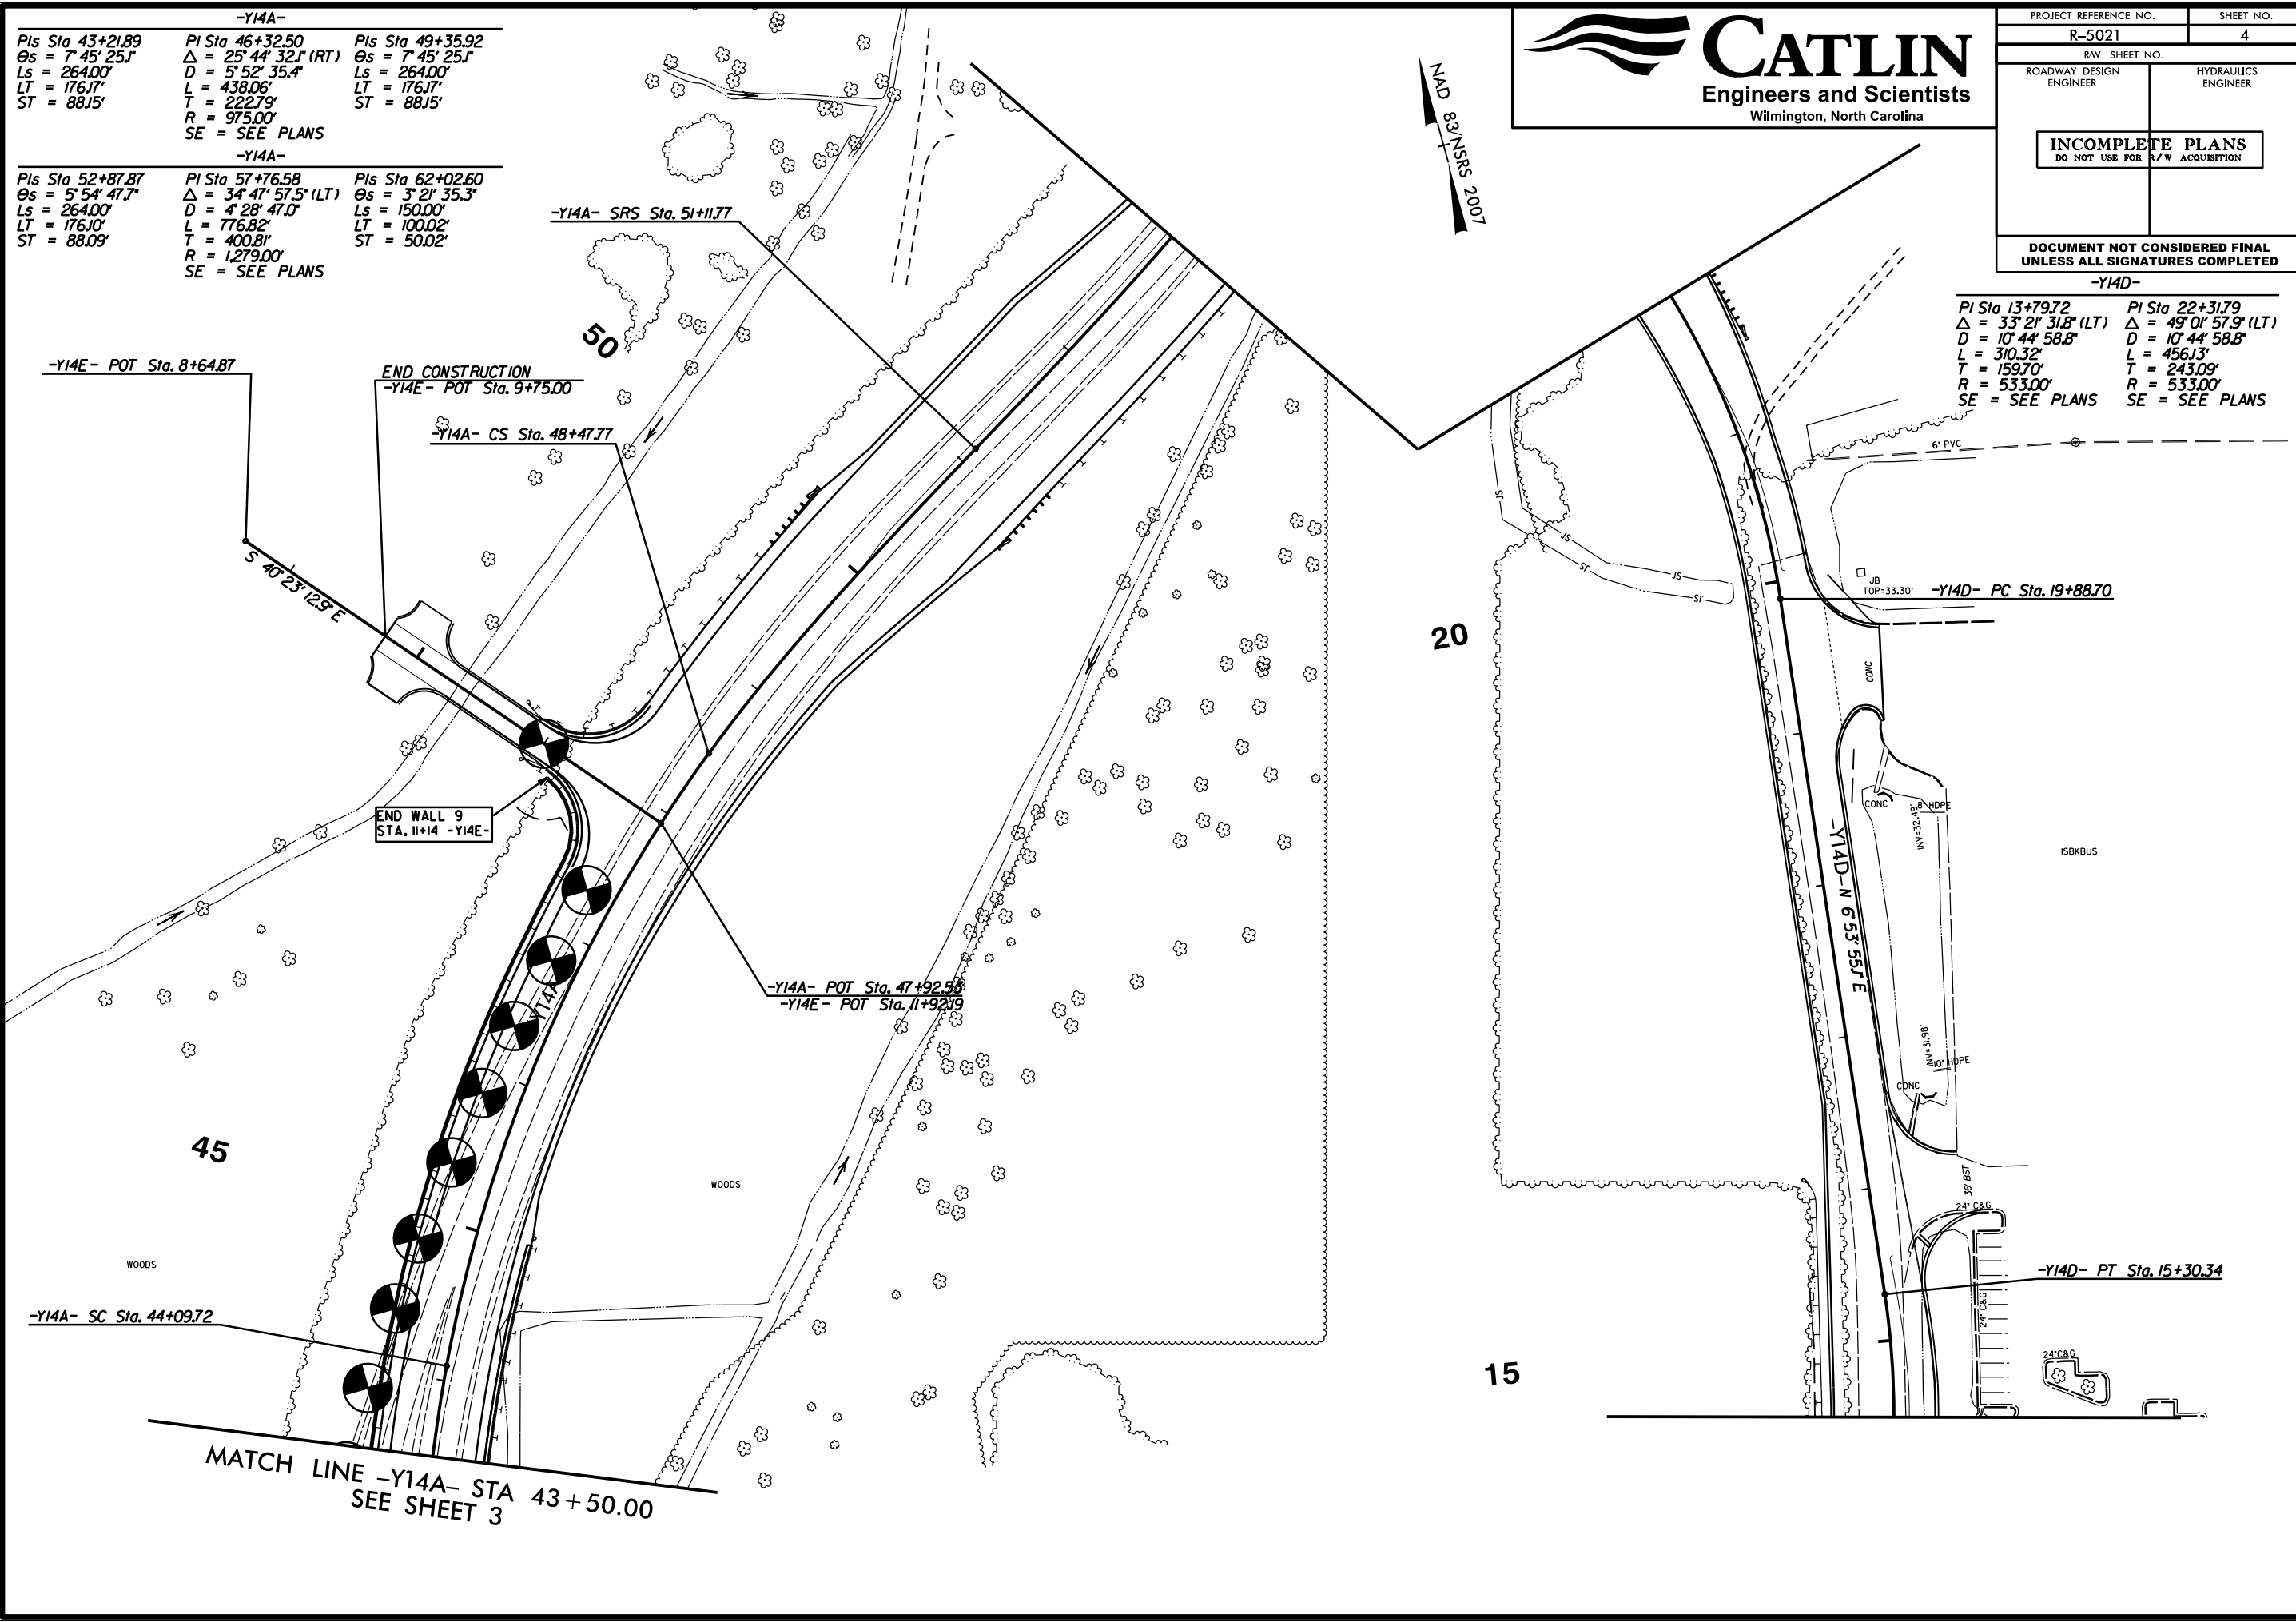 -Y14A-
PIs Sta 43+21.89 PI Sta 46+32.50 PIs Sta 49+35.92
Θs = 7° 45' 25.1" Δ = 25° 44' 32.1" (RT) Θs = 7° 45' 25.1"
Ls = 264.00' D = 5° 52' 35.4" Ls = 264.00'
LT = 176.17' L = 438.06' LT = 176.17'
ST = 88.15' T = 222.79' ST = 88.15'
R = 975.00'
SE = SEE PLANS
-Y14A-
PIs Sta 52+87.87 PI Sta 57+76.58 PIs Sta 62+02.60
Θs = 5° 54' 47.7" Δ = 34° 47' 57.5" (LT) Θs = 3° 21' 35.3"
Ls = 264.00' D = 4° 28' 47.0" Ls = 150.00'
LT = 176.10' L = 776.82' LT = 100.02'
ST = 88.09' T = 400.81' ST = 50.02'
R = 1,279.00'
SE = SEE PLANS
CATLIN
Engineers and Scientists
Wilmington, North Carolina
PROJECT REFERENCE NO. SHEET NO.
R-5021 4
RW SHEET NO.
ROADWAY DESIGN ENGINEER
HYDRAULICS ENGINEER
INCOMPLETE PLANS
DO NOT USE FOR R/W ACQUISITION
DOCUMENT NOT CONSIDERED FINAL
UNLESS ALL SIGNATURES COMPLETED
-Y14D-
PI Sta 13+79.72 PI Sta 22+31.79
Δ = 33° 21' 31.8" (LT) Δ = 49° 01' 57.9" (LT)
D = 10° 44' 58.8" D = 10° 44' 58.8"
L = 310.32' L = 456.13'
T = 159.70' T = 243.09'
R = 533.00' R = 533.00'
SE = SEE PLANS SE = SEE PLANS
NAD 83/NSRS 2007
-Y14A- SRS Sta. 51+11.77
50
-Y14E- POT Sta. 8+64.87
END CONSTRUCTION
-Y14E- POT Sta. 9+75.00
-Y14A- CS Sta. 48+47.77
S 40° 23' 12.9" E
END WALL 9
STA. 11+14 -Y14E-
-Y14A- POT Sta. 47+92.53
-Y14E- POT Sta. 11+92.19
Y14A
45
WOODS
WOODS
-Y14A- SC Sta. 44+09.72
MATCH LINE -Y14A- STA 43+50.00
SEE SHEET 3
6" PVC
JS
JS
JS
JS
JS
JS
JB
TOP=33.30'
-Y14D- PC Sta. 19+88.70
20
CONC
CONC
8" HDPE
INV=32.49'
1SBKBUS
-Y14D- N 6° 53' 55.1" E
INV=31.98'
10" HDPE
CONC
36' BST
24" C&G
24" C&G
24"C&G
-Y14D- PT Sta. 15+30.34
15